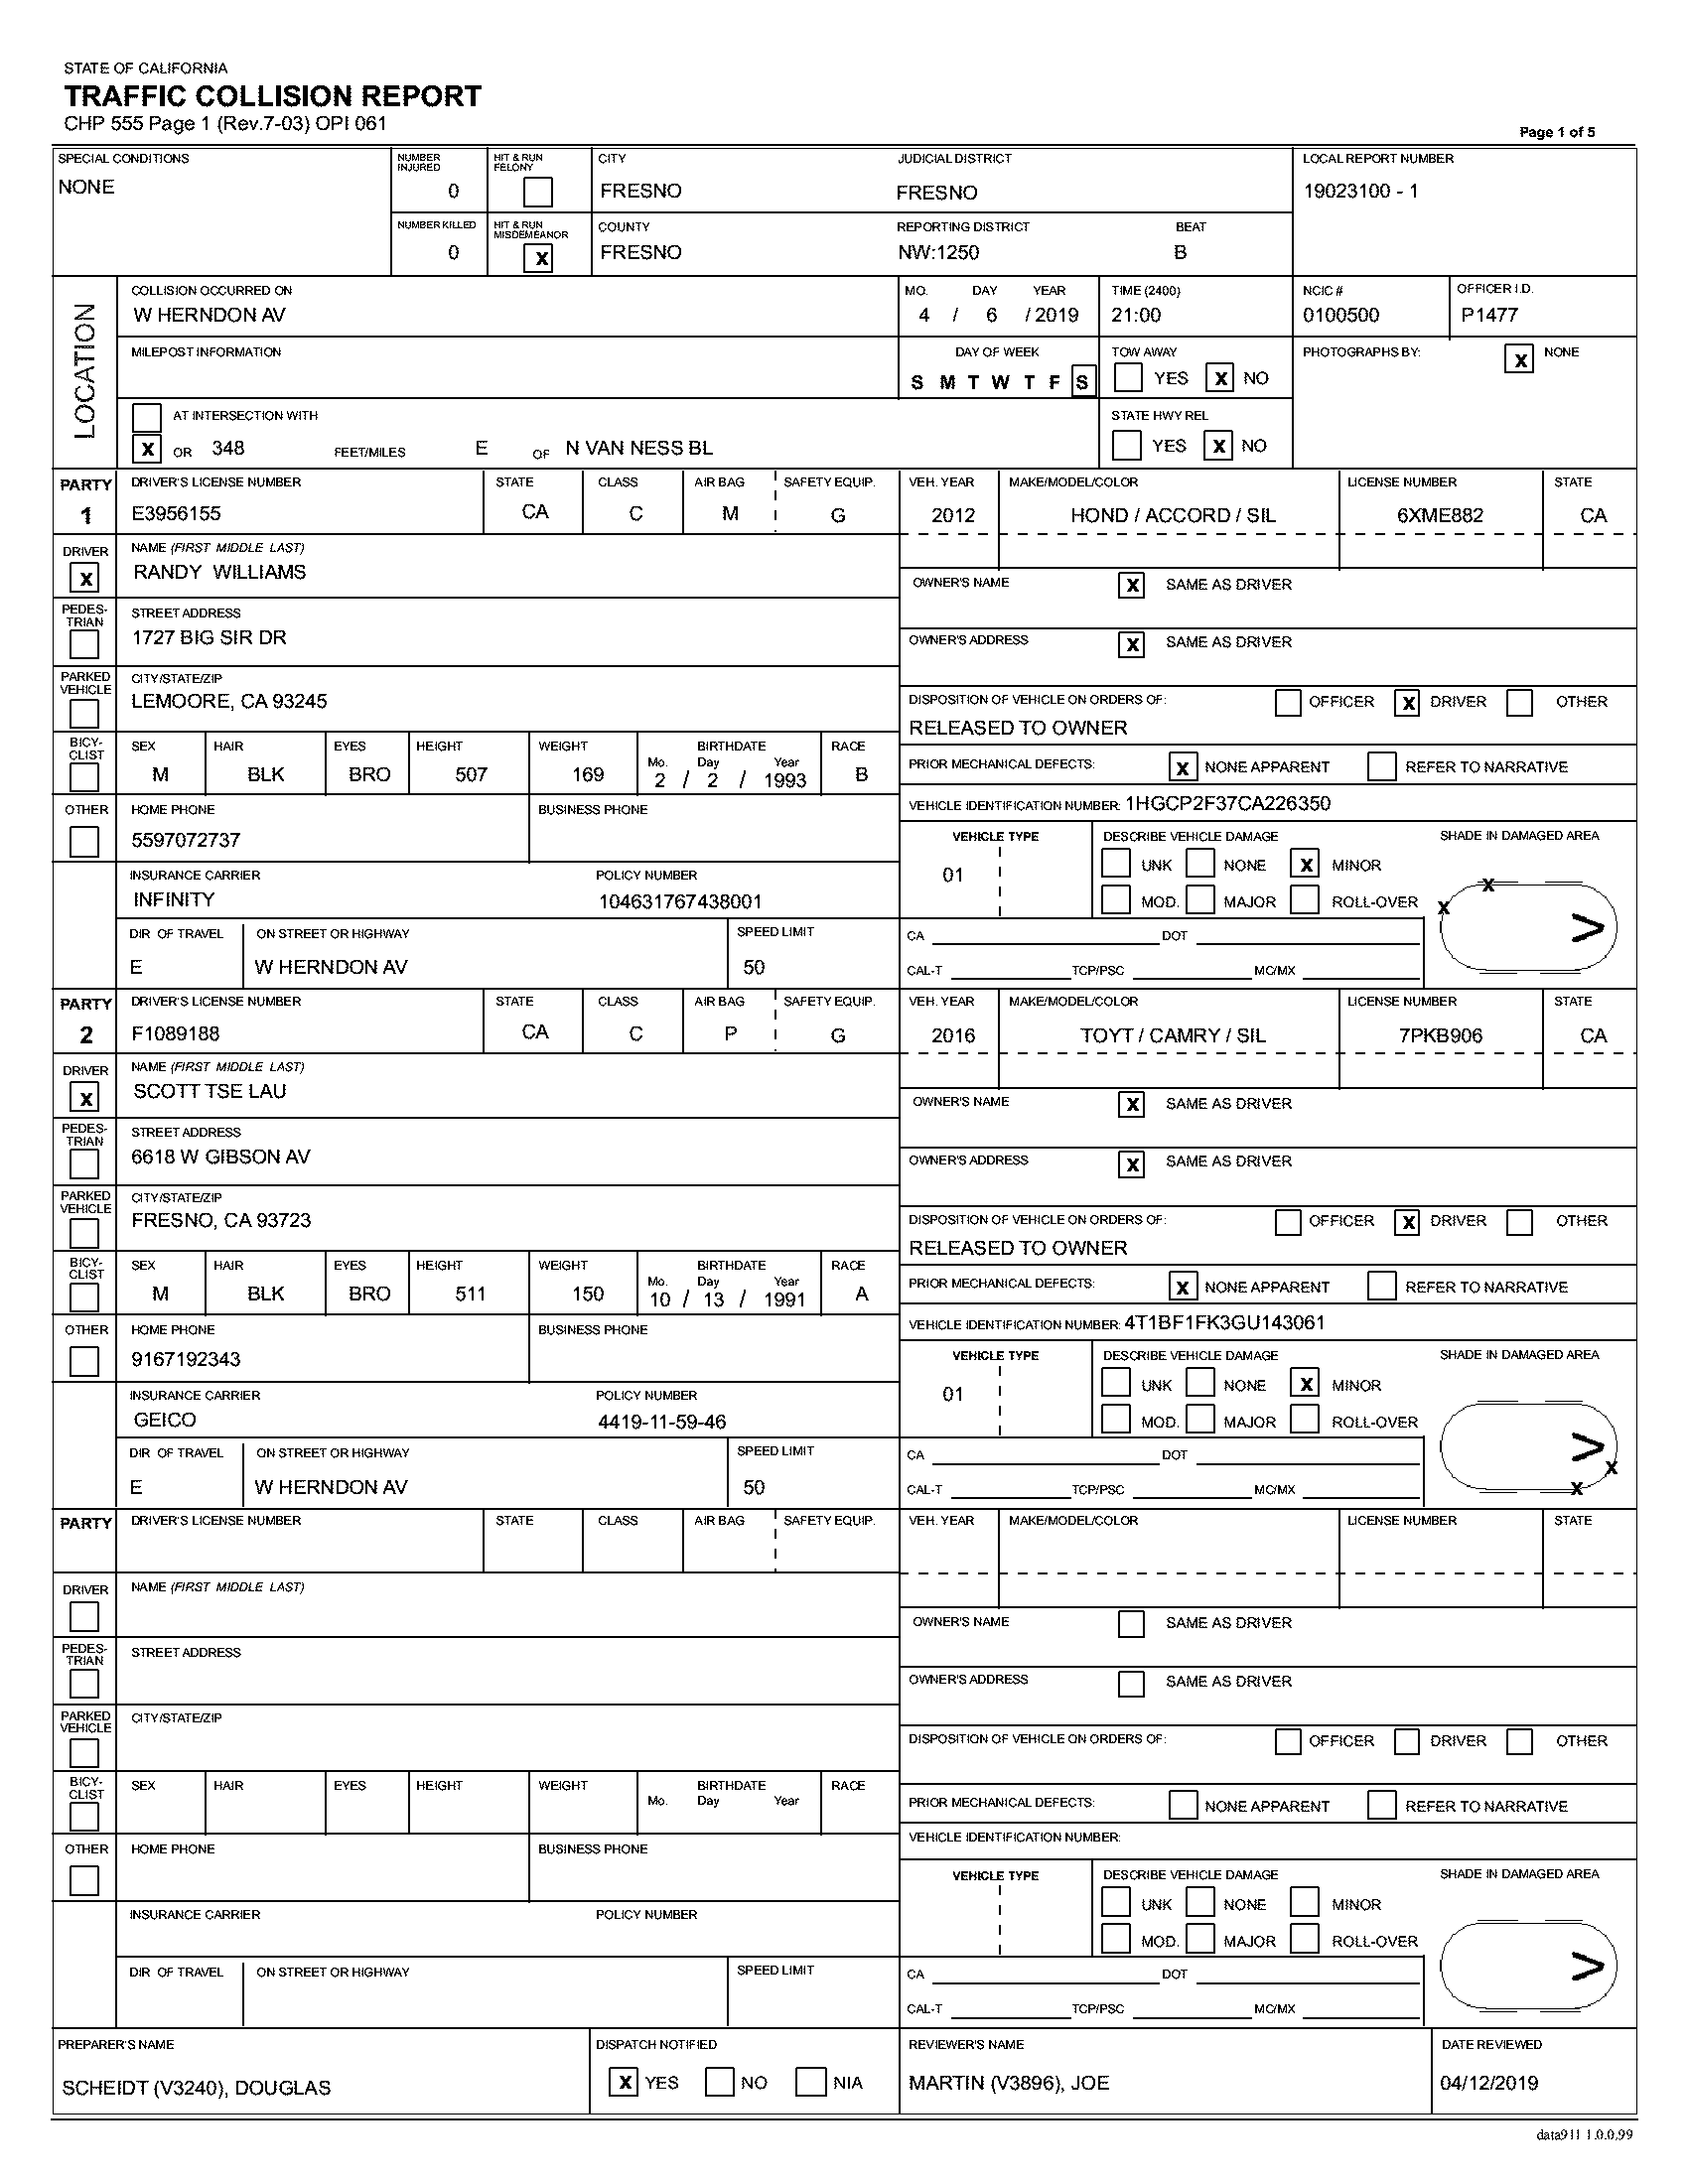 STATE OF CALIFORNIA
TRAFFIC COLLISION REPORT
CHP 555 Page 1 (Rev.7-03) OPI 061
Page 1 of 5
SPECIAL CONDITIONS
NONE
NUMBER INJURED
0
HIT & RUN FELONY
CITY
FRESNO
JUDICIAL DISTRICT
FRESNO
LOCAL REPORT NUMBER
19023100 - 1
NUMBER KILLED
0
HIT & RUN MISDEMEANOR
X
COUNTY
FRESNO
REPORTING DISTRICT
NW:1250
BEAT
B
LOCATION
COLLISION OCCURRED ON
W HERNDON AV
MO. DAY YEAR
4 / 6 / 2019
TIME (2400)
21:00
NCIC #
0100500
OFFICER I.D.
P1477
MILEPOST INFORMATION
DAY OF WEEK
S M T W T F S
TOW AWAY
YES X NO
PHOTOGRAPHS BY:
X NONE
AT INTERSECTION WITH
X OR 348 FEET/MILES E OF N VAN NESS BL
STATE HWY REL
YES X NO
PARTY
1
DRIVER'S LICENSE NUMBER
E3956155
STATE
CA
CLASS
C
AIR BAG
M
SAFETY EQUIP.
G
VEH. YEAR
2012
MAKE/MODEL/COLOR
HOND / ACCORD / SIL
LICENSE NUMBER
6XME882
STATE
CA
DRIVER
X
NAME (FIRST MIDDLE LAST)
RANDY WILLIAMS
OWNER'S NAME X SAME AS DRIVER
PEDES-
TRIAN
STREET ADDRESS
1727 BIG SIR DR
OWNER'S ADDRESS X SAME AS DRIVER
PARKED
VEHICLE
CITY/STATE/ZIP
LEMOORE, CA 93245
DISPOSITION OF VEHICLE ON ORDERS OF: OFFICER X DRIVER OTHER
RELEASED TO OWNER
BICY-
CLIST
SEX
M
HAIR
BLK
EYES
BRO
HEIGHT
507
WEIGHT
169
BIRTHDATE
Mo. Day Year
2 / 2 / 1993
RACE
B
PRIOR MECHANICAL DEFECTS: X NONE APPARENT REFER TO NARRATIVE
OTHER
HOME PHONE
5597072737
BUSINESS PHONE
VEHICLE IDENTIFICATION NUMBER: 1HGCP2F37CA226350
VEHICLE TYPE
01
DESCRIBE VEHICLE DAMAGE
UNK NONE X MINOR
MOD. MAJOR ROLL-OVER
SHADE IN DAMAGED AREA
X
X
>
INSURANCE CARRIER
INFINITY
POLICY NUMBER
104631767438001
DIR OF TRAVEL
E
ON STREET OR HIGHWAY
W HERNDON AV
SPEED LIMIT
50
CA DOT
CAL-T TCP/PSC MC/MX
PARTY
2
DRIVER'S LICENSE NUMBER
F1089188
STATE
CA
CLASS
C
AIR BAG
P
SAFETY EQUIP.
G
VEH. YEAR
2016
MAKE/MODEL/COLOR
TOYT / CAMRY / SIL
LICENSE NUMBER
7PKB906
STATE
CA
DRIVER
X
NAME (FIRST MIDDLE LAST)
SCOTT TSE LAU
OWNER'S NAME X SAME AS DRIVER
PEDES-
TRIAN
STREET ADDRESS
6618 W GIBSON AV
OWNER'S ADDRESS X SAME AS DRIVER
PARKED
VEHICLE
CITY/STATE/ZIP
FRESNO, CA 93723
DISPOSITION OF VEHICLE ON ORDERS OF: OFFICER X DRIVER OTHER
RELEASED TO OWNER
BICY-
CLIST
SEX
M
HAIR
BLK
EYES
BRO
HEIGHT
511
WEIGHT
150
BIRTHDATE
Mo. Day Year
10 / 13 / 1991
RACE
A
PRIOR MECHANICAL DEFECTS: X NONE APPARENT REFER TO NARRATIVE
OTHER
HOME PHONE
9167192343
BUSINESS PHONE
VEHICLE IDENTIFICATION NUMBER: 4T1BF1FK3GU143061
VEHICLE TYPE
01
DESCRIBE VEHICLE DAMAGE
UNK NONE X MINOR
MOD. MAJOR ROLL-OVER
SHADE IN DAMAGED AREA
>
X
X
INSURANCE CARRIER
GEICO
POLICY NUMBER
4419-11-59-46
DIR OF TRAVEL
E
ON STREET OR HIGHWAY
W HERNDON AV
SPEED LIMIT
50
CA DOT
CAL-T TCP/PSC MC/MX
PARTY
DRIVER'S LICENSE NUMBER
STATE
CLASS
AIR BAG
SAFETY EQUIP.
VEH. YEAR
MAKE/MODEL/COLOR
LICENSE NUMBER
STATE
DRIVER
NAME (FIRST MIDDLE LAST)
OWNER'S NAME SAME AS DRIVER
PEDES-
TRIAN
STREET ADDRESS
OWNER'S ADDRESS SAME AS DRIVER
PARKED
VEHICLE
CITY/STATE/ZIP
DISPOSITION OF VEHICLE ON ORDERS OF: OFFICER DRIVER OTHER
BICY-
CLIST
SEX
HAIR
EYES
HEIGHT
WEIGHT
BIRTHDATE
Mo. Day Year
RACE
PRIOR MECHANICAL DEFECTS: NONE APPARENT REFER TO NARRATIVE
OTHER
HOME PHONE
BUSINESS PHONE
VEHICLE IDENTIFICATION NUMBER:
VEHICLE TYPE
DESCRIBE VEHICLE DAMAGE
UNK NONE MINOR
MOD. MAJOR ROLL-OVER
SHADE IN DAMAGED AREA
>
INSURANCE CARRIER
POLICY NUMBER
DIR OF TRAVEL
ON STREET OR HIGHWAY
SPEED LIMIT
CA DOT
CAL-T TCP/PSC MC/MX
PREPARER'S NAME
SCHEIDT (V3240), DOUGLAS
DISPATCH NOTIFIED
X YES NO N/A
REVIEWER'S NAME
MARTIN (V3896), JOE
DATE REVIEWED
04/12/2019
data911 1.0.0.99